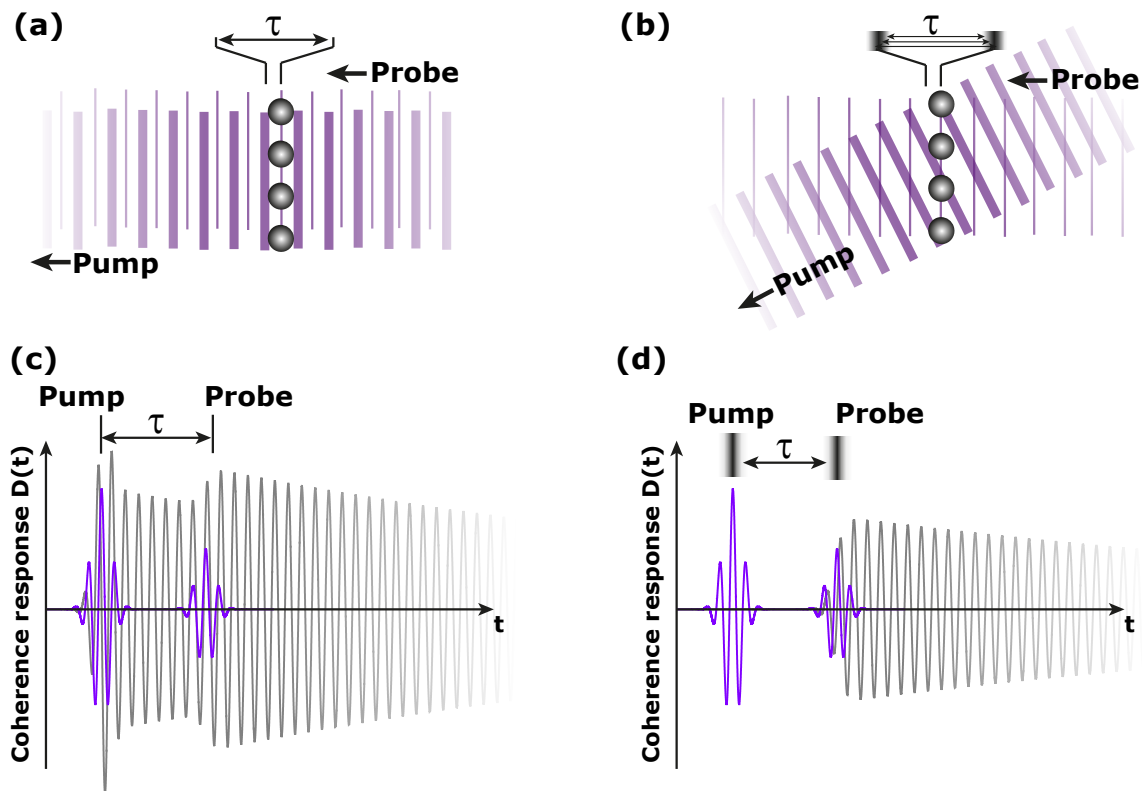 (a)
τ
Probe
Pump
(b)
τ
Probe
Pump
(c)
Pump
Probe
τ
Coherence response D(t)
t
(d)
Pump
Probe
τ
Coherence response D(t)
t